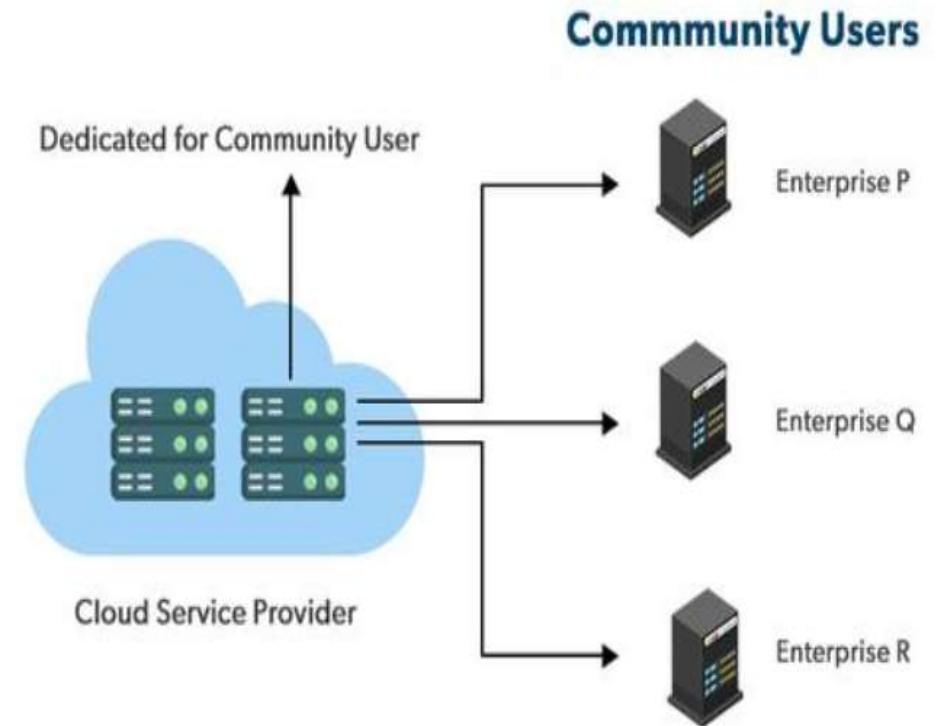 Commmunity Users
Dedicated for Community User
Enterprise P
Enterprise Q
Cloud Service Provider
Enterprise R